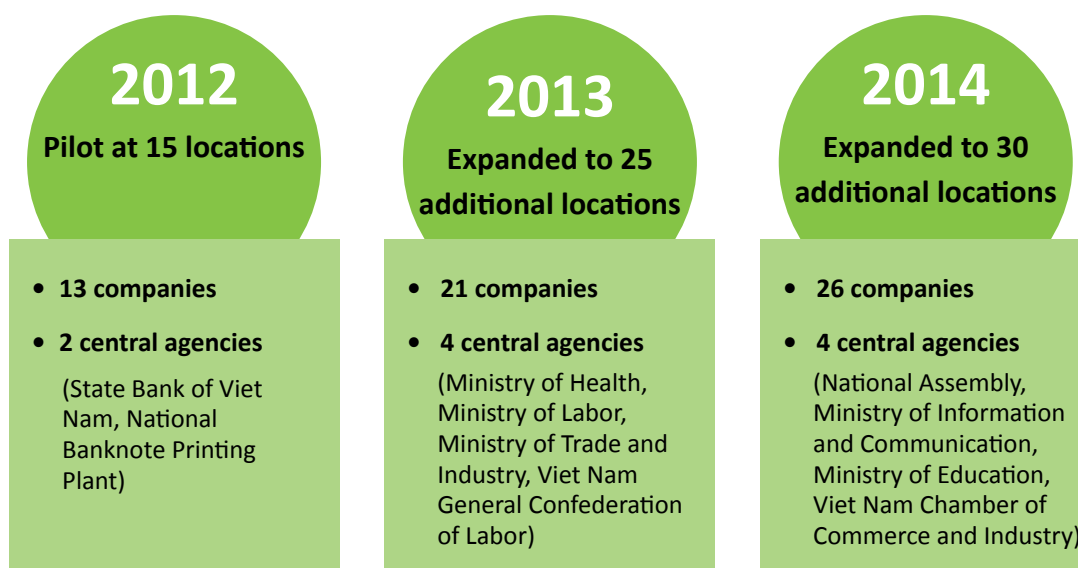 2012
Pilot at 15 locations
• 13 companies
• 2 central agencies
(State Bank of Viet
Nam, National
Banknote Printing
Plant)
2013
Expanded to 25
additional locations
• 21 companies
• 4 central agencies
(Ministry of Health,
Ministry of Labor,
Ministry of Trade and
Industry, Viet Nam
General Confederation
of Labor)
2014
Expanded to 30
additional locations
• 26 companies
• 4 central agencies
(National Assembly,
Ministry of Information
and Communication,
Ministry of Education,
Viet Nam Chamber of
Commerce and Industry)